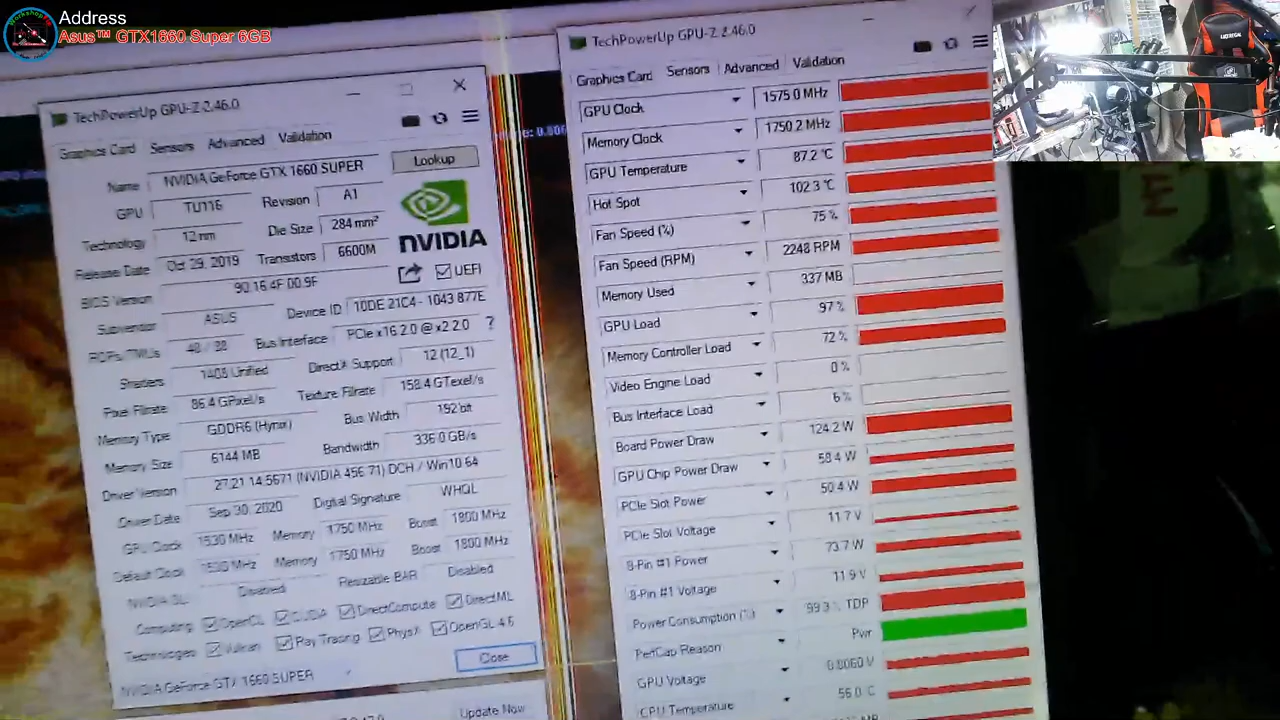 Address
Asus™ GTX1660 Super 6GB
TechPowerUp GPU-Z 2.46.0
Graphics Card Sensors Advanced Validation
Name NVIDIA GeForce GTX 1660 SUPER Lookup
GPU TU116 Revision A1
Technology 12 nm Die Size 284 mm²
Release Date Oct 29, 2019 Transistors 6600M
BIOS Version 90.16.4F.00.9F UEFI
NVIDIA
Subvendor ASUS Device ID 10DE 21C4 - 1043 877E
ROPs/TMUs 48 / 88 Bus Interface PCIe x16 2.0 @ x2 2.0 ?
Shaders 1408 Unified DirectX Support 12 (12_1)
Pixel Fillrate 86.4 GPixel/s Texture Fillrate 158.4 GTexel/s
Memory Type GDDR6 (Hynix) Bus Width 192 bit
Memory Size 6144 MB Bandwidth 336.0 GB/s
Driver Version 27.21.14.5671 (NVIDIA 456.71) DCH / Win10 64
Driver Date Sep 30, 2020 Digital Signature WHQL
GPU Clock 1530 MHz Memory 1750 MHz Boost 1800 MHz
Default Clock 1530 MHz Memory 1750 MHz Boost 1800 MHz
NVIDIA SLI Disabled Resizable BAR Disabled
Computing OpenCL CUDA DirectCompute DirectML
Technologies Vulkan Ray Tracing PhysX OpenGL 4.6
NVIDIA GeForce GTX 1660 SUPER Close
Update Now
TechPowerUp GPU-Z 2.46.0
Graphics Card Sensors Advanced Validation
GPU Clock 1575.0 MHz
Memory Clock 1750.2 MHz
GPU Temperature 87.2 °C
Hot Spot 102.3 °C
Fan Speed (%) 75 %
Fan Speed (RPM) 2248 RPM
Memory Used 337 MB
GPU Load 97 %
Memory Controller Load 72 %
Video Engine Load 0 %
Bus Interface Load 6 %
Board Power Draw 124.2 W
GPU Chip Power Draw 58.4 W
PCIe Slot Power 50.4 W
PCIe Slot Voltage 11.7 V
8-Pin #1 Power 73.7 W
8-Pin #1 Voltage 11.9 V
Power Consumption (%) 99.3 % TDP
PerfCap Reason Pwr
GPU Voltage 0.8060 V
CPU Temperature 56.0 °C